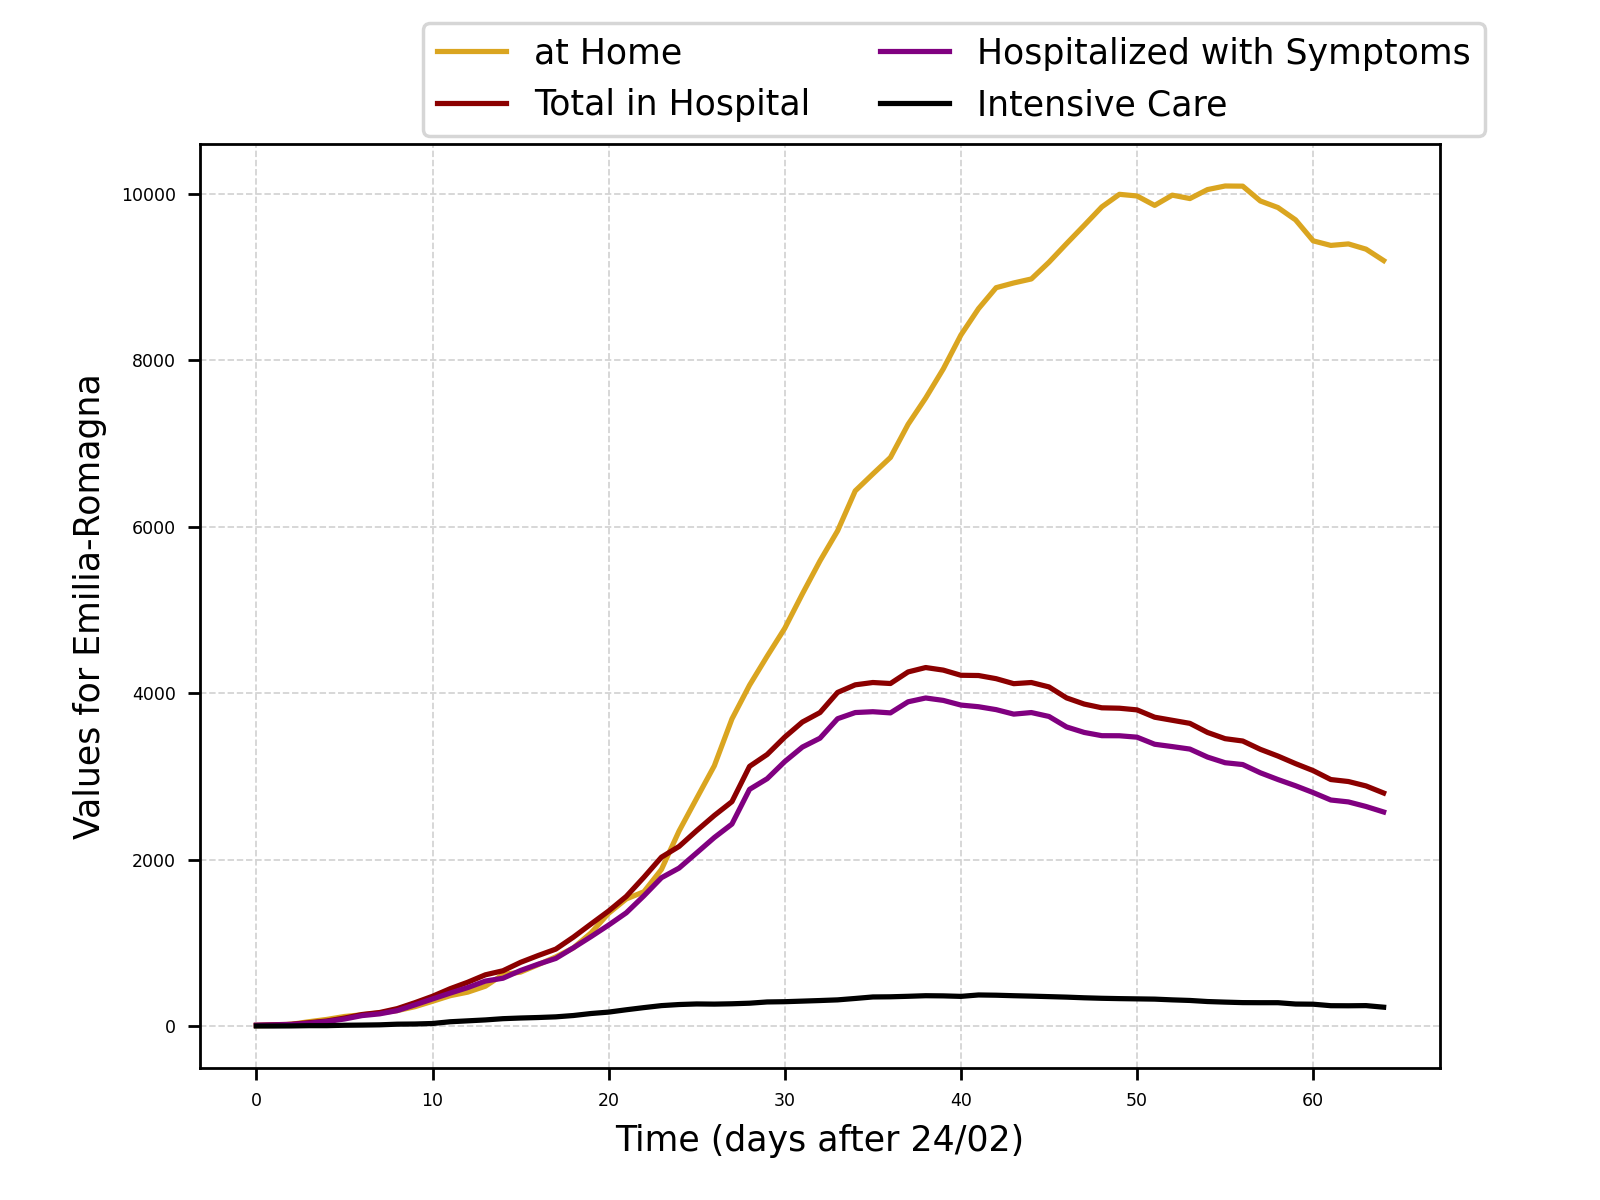 at Home
Total in Hospital
Hospitalized with Symptoms
Intensive Care
Values for Emilia-Romagna
10000
8000
6000
4000
2000
0
0 10 20 30 40 50 60
Time (days after 24/02)